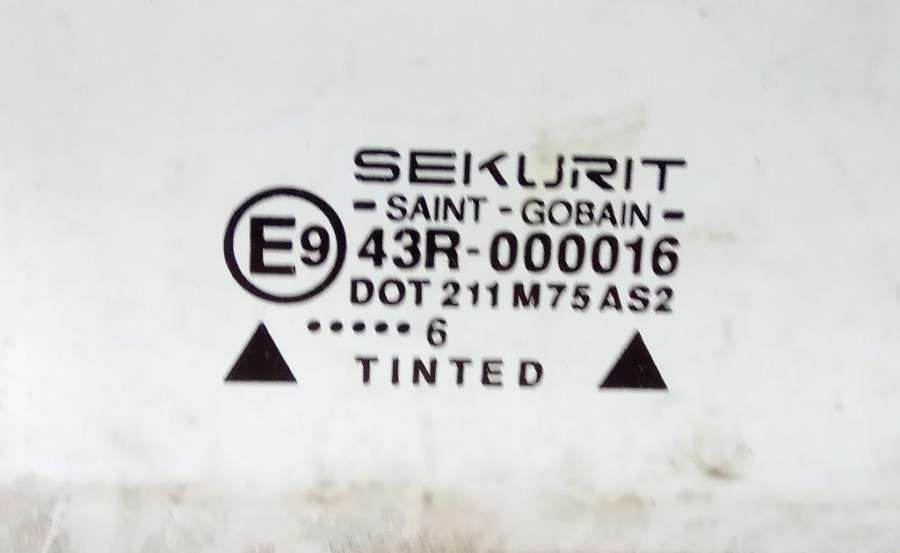 SEKURIT
- SAINT - GOBAIN -
E9 43R-000016
DOT 211 M75 AS2
••••• 6
TINTED